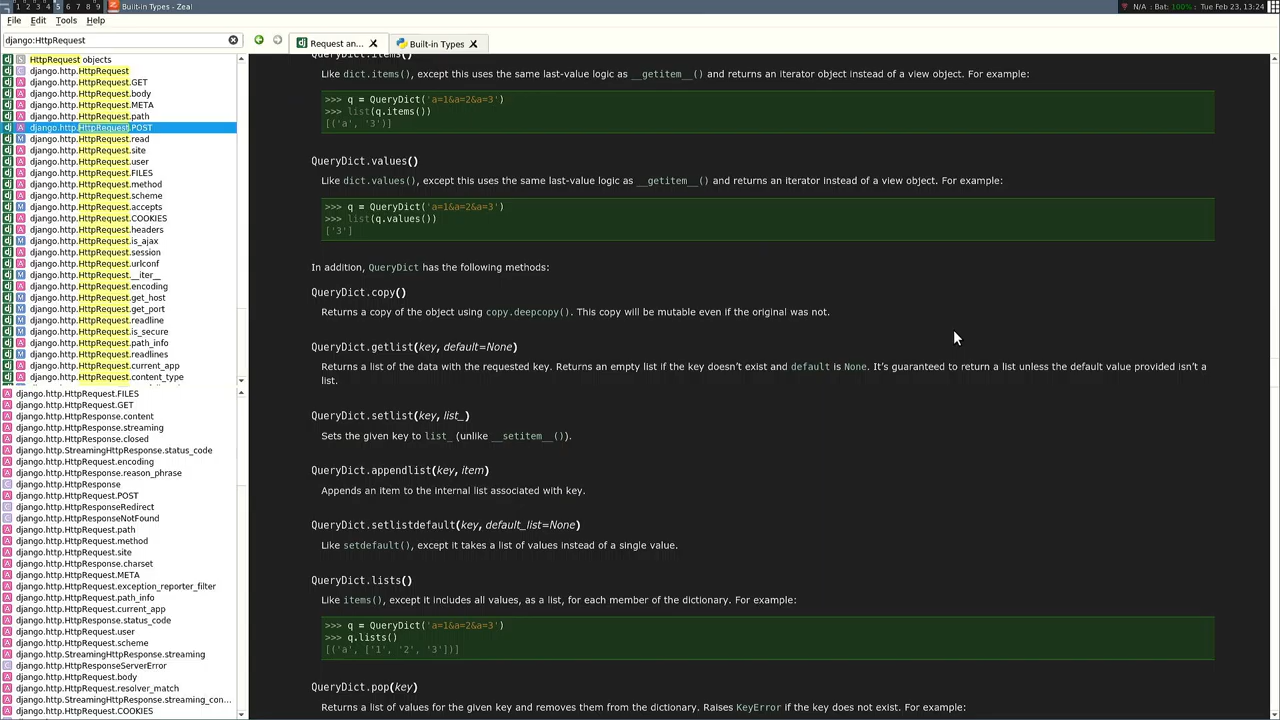 1 2 3 4 5 6 7 8 9 Built-in Types - Zeal N/A : Bat: 100% : Tue Feb 23, 13:24
File Edit Tools Help
django:HttpRequest
Request an...
Built-in Types
HttpRequest objects
django.http.HttpRequest
django.http.HttpRequest.GET
django.http.HttpRequest.body
django.http.HttpRequest.META
django.http.HttpRequest.path
django.http.HttpRequest.POST
django.http.HttpRequest.read
django.http.HttpRequest.site
django.http.HttpRequest.user
django.http.HttpRequest.FILES
django.http.HttpRequest.method
django.http.HttpRequest.scheme
django.http.HttpRequest.accepts
django.http.HttpRequest.COOKIES
django.http.HttpRequest.headers
django.http.HttpRequest.is_ajax
django.http.HttpRequest.session
django.http.HttpRequest.urlconf
django.http.HttpRequest.__iter__
django.http.HttpRequest.encoding
django.http.HttpRequest.get_host
django.http.HttpRequest.get_port
django.http.HttpRequest.readline
django.http.HttpRequest.is_secure
django.http.HttpRequest.path_info
django.http.HttpRequest.readlines
django.http.HttpRequest.current_app
django.http.HttpRequest.content_type
django.http.HttpRequest.FILES
django.http.HttpRequest.GET
django.http.HttpResponse.content
django.http.HttpResponse.streaming
django.http.HttpResponse.closed
django.http.StreamingHttpResponse.status_code
django.http.HttpRequest.encoding
django.http.HttpResponse.reason_phrase
django.http.HttpResponse
django.http.HttpRequest.POST
django.http.HttpResponseRedirect
django.http.HttpResponseNotFound
django.http.HttpRequest.path
django.http.HttpRequest.method
django.http.HttpRequest.site
django.http.HttpResponse.charset
django.http.HttpRequest.META
django.http.HttpRequest.exception_reporter_filter
django.http.HttpRequest.path_info
django.http.HttpRequest.current_app
django.http.HttpResponse.status_code
django.http.HttpRequest.user
django.http.HttpRequest.scheme
django.http.StreamingHttpResponse.streaming
django.http.HttpResponseServerError
django.http.HttpRequest.body
django.http.HttpRequest.resolver_match
django.http.StreamingHttpResponse.streaming_con...
django.http.HttpRequest.COOKIES
QueryDict.items()
Like dict.items(), except this uses the same last-value logic as __getitem__() and returns an iterator object instead of a view object. For example:
>>> q = QueryDict('a=1&a=2&a=3')
>>> list(q.items())
[('a', '3')]
QueryDict.values()
Like dict.values(), except this uses the same last-value logic as __getitem__() and returns an iterator instead of a view object. For example:
>>> q = QueryDict('a=1&a=2&a=3')
>>> list(q.values())
['3']
In addition, QueryDict has the following methods:
QueryDict.copy()
Returns a copy of the object using copy.deepcopy(). This copy will be mutable even if the original was not.
QueryDict.getlist(key, default=None)
Returns a list of the data with the requested key. Returns an empty list if the key doesn’t exist and default is None. It’s guaranteed to return a list unless the default value provided isn’t a
list.
QueryDict.setlist(key, list_)
Sets the given key to list_ (unlike __setitem__()).
QueryDict.appendlist(key, item)
Appends an item to the internal list associated with key.
QueryDict.setlistdefault(key, default_list=None)
Like setdefault(), except it takes a list of values instead of a single value.
QueryDict.lists()
Like items(), except it includes all values, as a list, for each member of the dictionary. For example:
>>> q = QueryDict('a=1&a=2&a=3')
>>> q.lists()
[('a', ['1', '2', '3'])]
QueryDict.pop(key)
Returns a list of values for the given key and removes them from the dictionary. Raises KeyError if the key does not exist. For example: